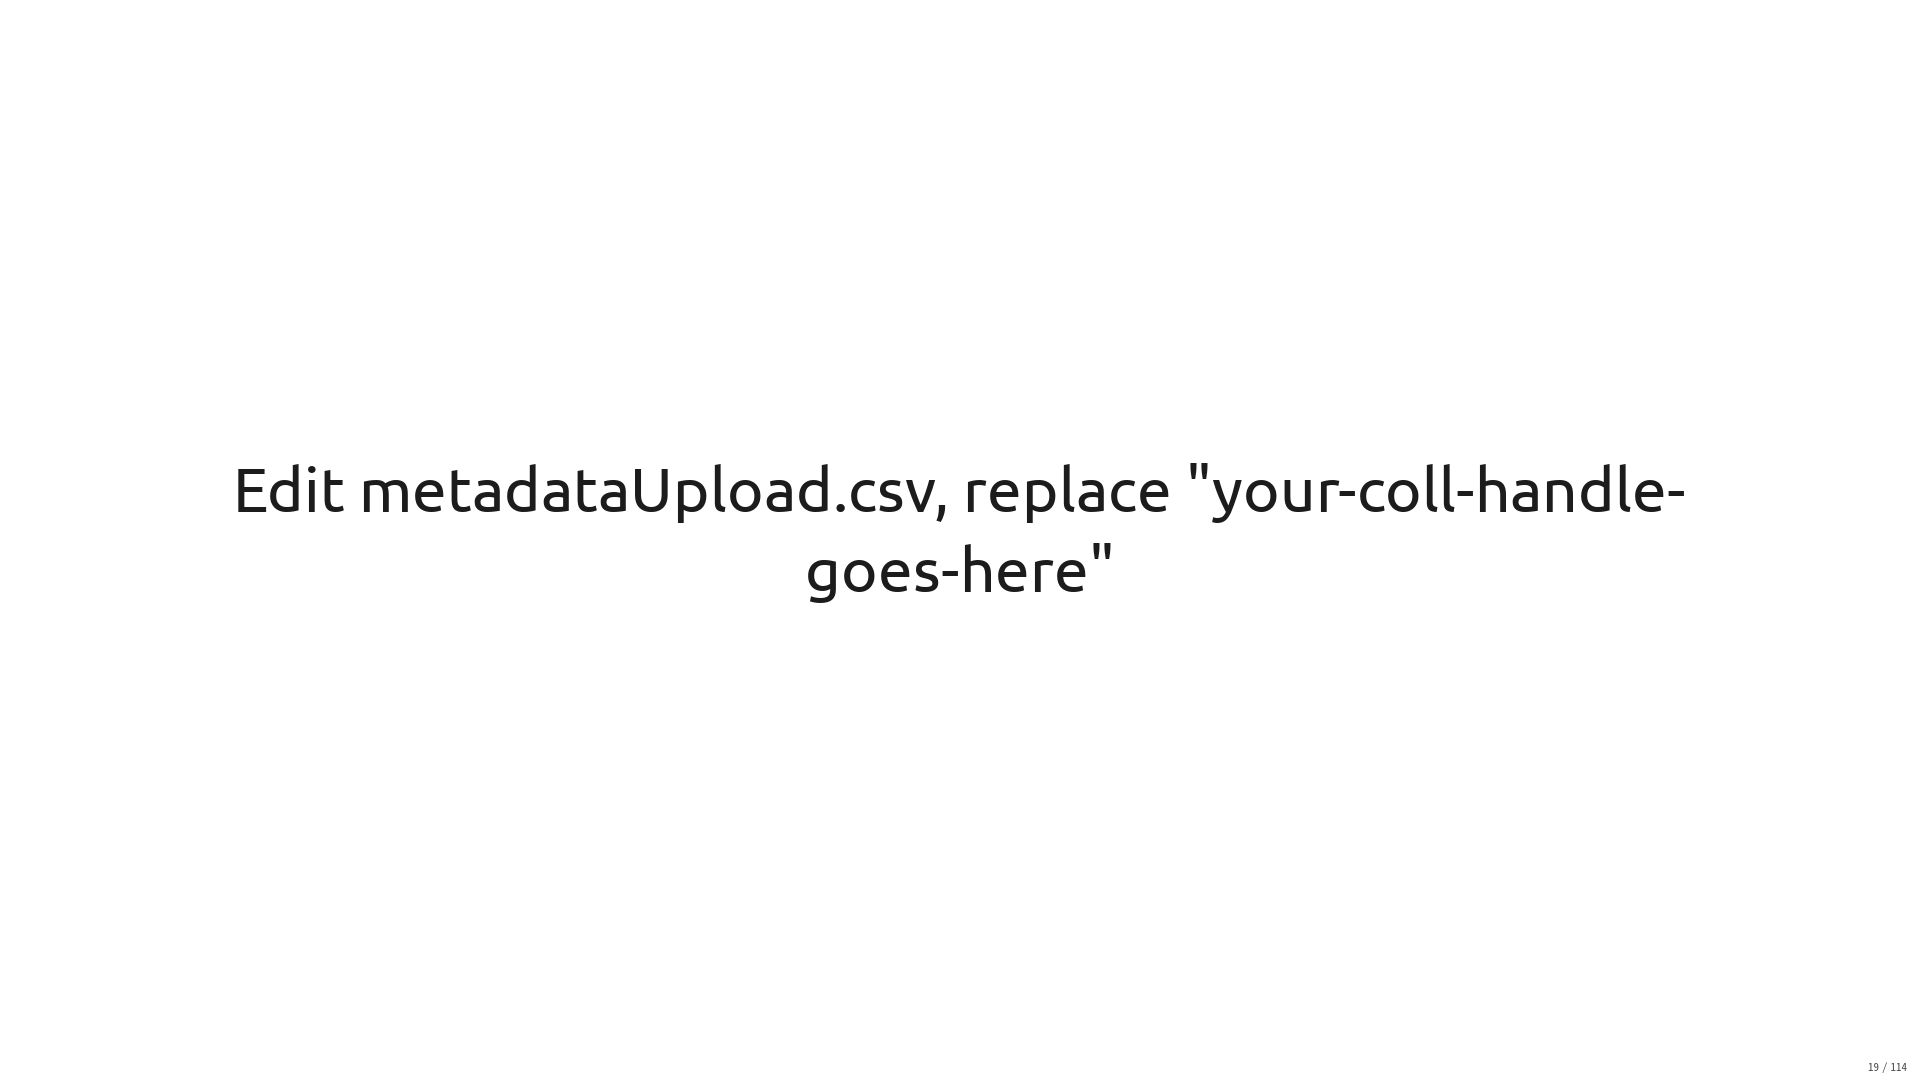 Edit metadataUpload.csv, replace "your-coll-handle-
goes-here"
19 / 114